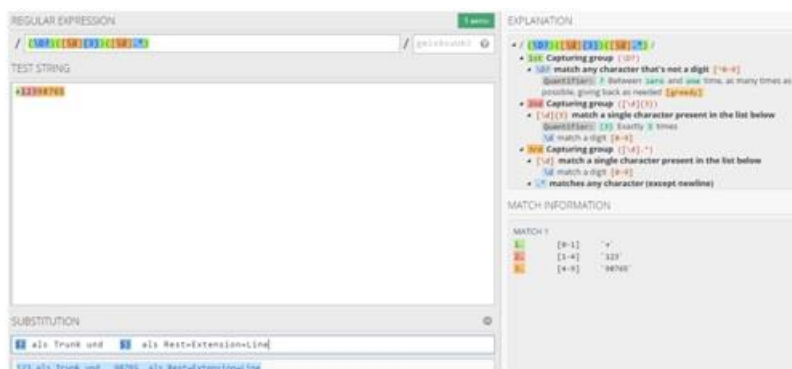 REGULAR EXPRESSION
1 match
/ (\D?)([\d]{3})([\d].*) /
TEST STRING
+12398765
SUBSTITUTION
$2 als Trunk und $3 als Rest=Extension=Line
123 als Trunk und 98765 als Rest=Extension=Line
EXPLANATION
/ (\D?)([\d]{3})([\d].*) /
1st Capturing group (\D?)
\D? match any character that's not a digit [^0-9]
Quantifier: ? Between zero and one time, as many times as
possible, giving back as needed [greedy]
2nd Capturing group ([\d]{3})
[\d]{3} match a single character present in the list below
Quantifier: {3} Exactly 3 times
\d match a digit [0-9]
3rd Capturing group ([\d].*)
[\d] match a single character present in the list below
\d match a digit [0-9]
.* matches any character (except newline)
MATCH INFORMATION
MATCH 1
1. [0-1] `+`
2. [1-4] `123`
3. [4-9] `98765`